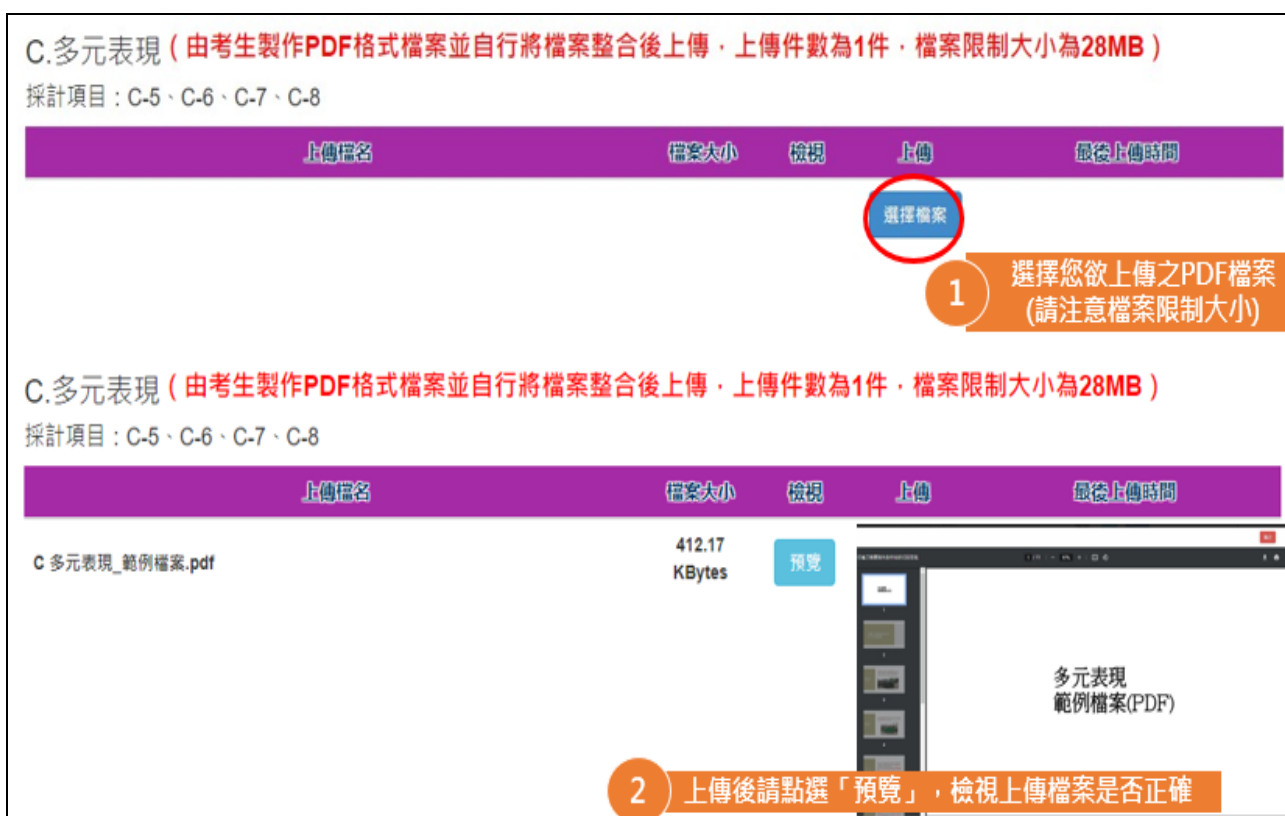 C.多元表現(由考生製作PDF格式檔案並自行將檔案整合後上傳,上傳件數為1件,檔案限制大小為28MB)
採計項目:C-5、C-6、C-7、C-8
上傳檔名 檔案大小 檢視 上傳 最後上傳時間
選擇檔案
1 選擇您欲上傳之PDF檔案
(請注意檔案限制大小)
C.多元表現(由考生製作PDF格式檔案並自行將檔案整合後上傳,上傳件數為1件,檔案限制大小為28MB)
採計項目:C-5、C-6、C-7、C-8
上傳檔名 檔案大小 檢視 上傳 最後上傳時間
C 多元表現_範例檔案.pdf
412.17
KBytes
預覽
多元表現
範例檔案(PDF)
2 上傳後請點選「預覽」,檢視上傳檔案是否正確